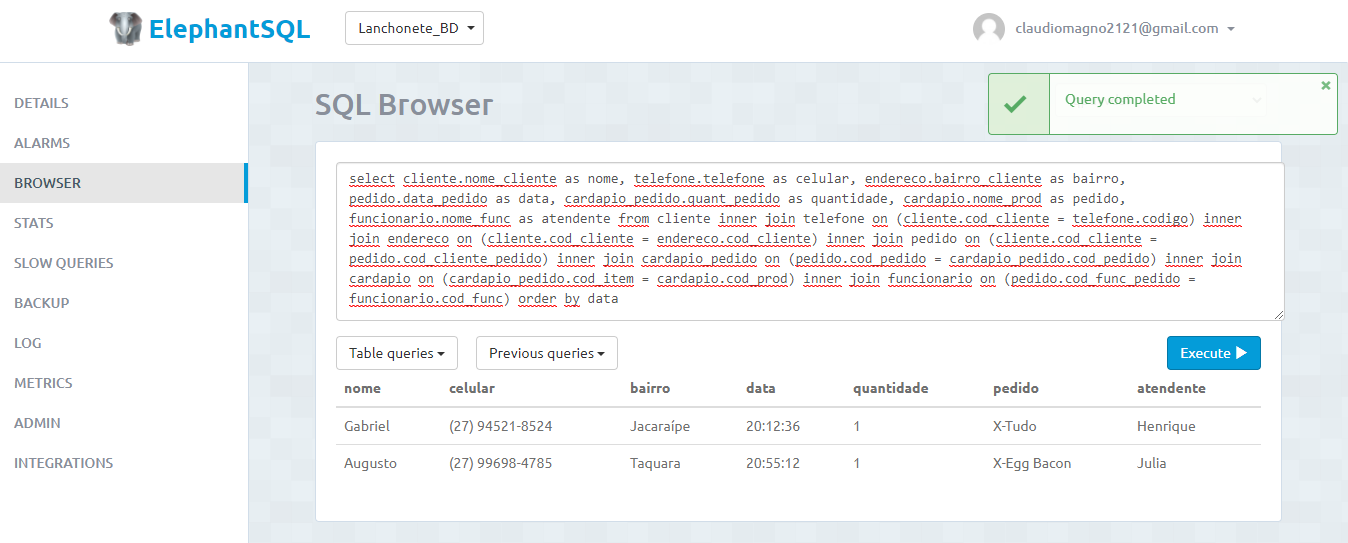 ElephantSQL
Lanchonete_BD
claudiomagno2121@gmail.com
DETAILS
ALARMS
BROWSER
STATS
SLOW QUERIES
BACKUP
LOG
METRICS
ADMIN
INTEGRATIONS
SQL Browser
Query completed
select cliente.nome_cliente as nome, telefone.telefone as celular, endereco.bairro_cliente as bairro,
pedido.data_pedido as data, cardapio_pedido.quant_pedido as quantidade, cardapio.nome_prod as pedido,
funcionario.nome_func as atendente from cliente inner join telefone on (cliente.cod_cliente = telefone.codigo) inner
join endereco on (cliente.cod_cliente = endereco.cod_cliente) inner join pedido on (cliente.cod_cliente =
pedido.cod_cliente_pedido) inner join cardapio_pedido on (pedido.cod_pedido = cardapio_pedido.cod_pedido) inner join
cardapio on (cardapio_pedido.cod_item = cardapio.cod_prod) inner join funcionario on (pedido.cod_func_pedido =
funcionario.cod_func) order by data
Table queries Previous queries Execute
nome celular bairro data quantidade pedido atendente
Gabriel (27) 94521-8524 Jacaraípe 20:12:36 1 X-Tudo Henrique
Augusto (27) 99698-4785 Taquara 20:55:12 1 X-Egg Bacon Julia